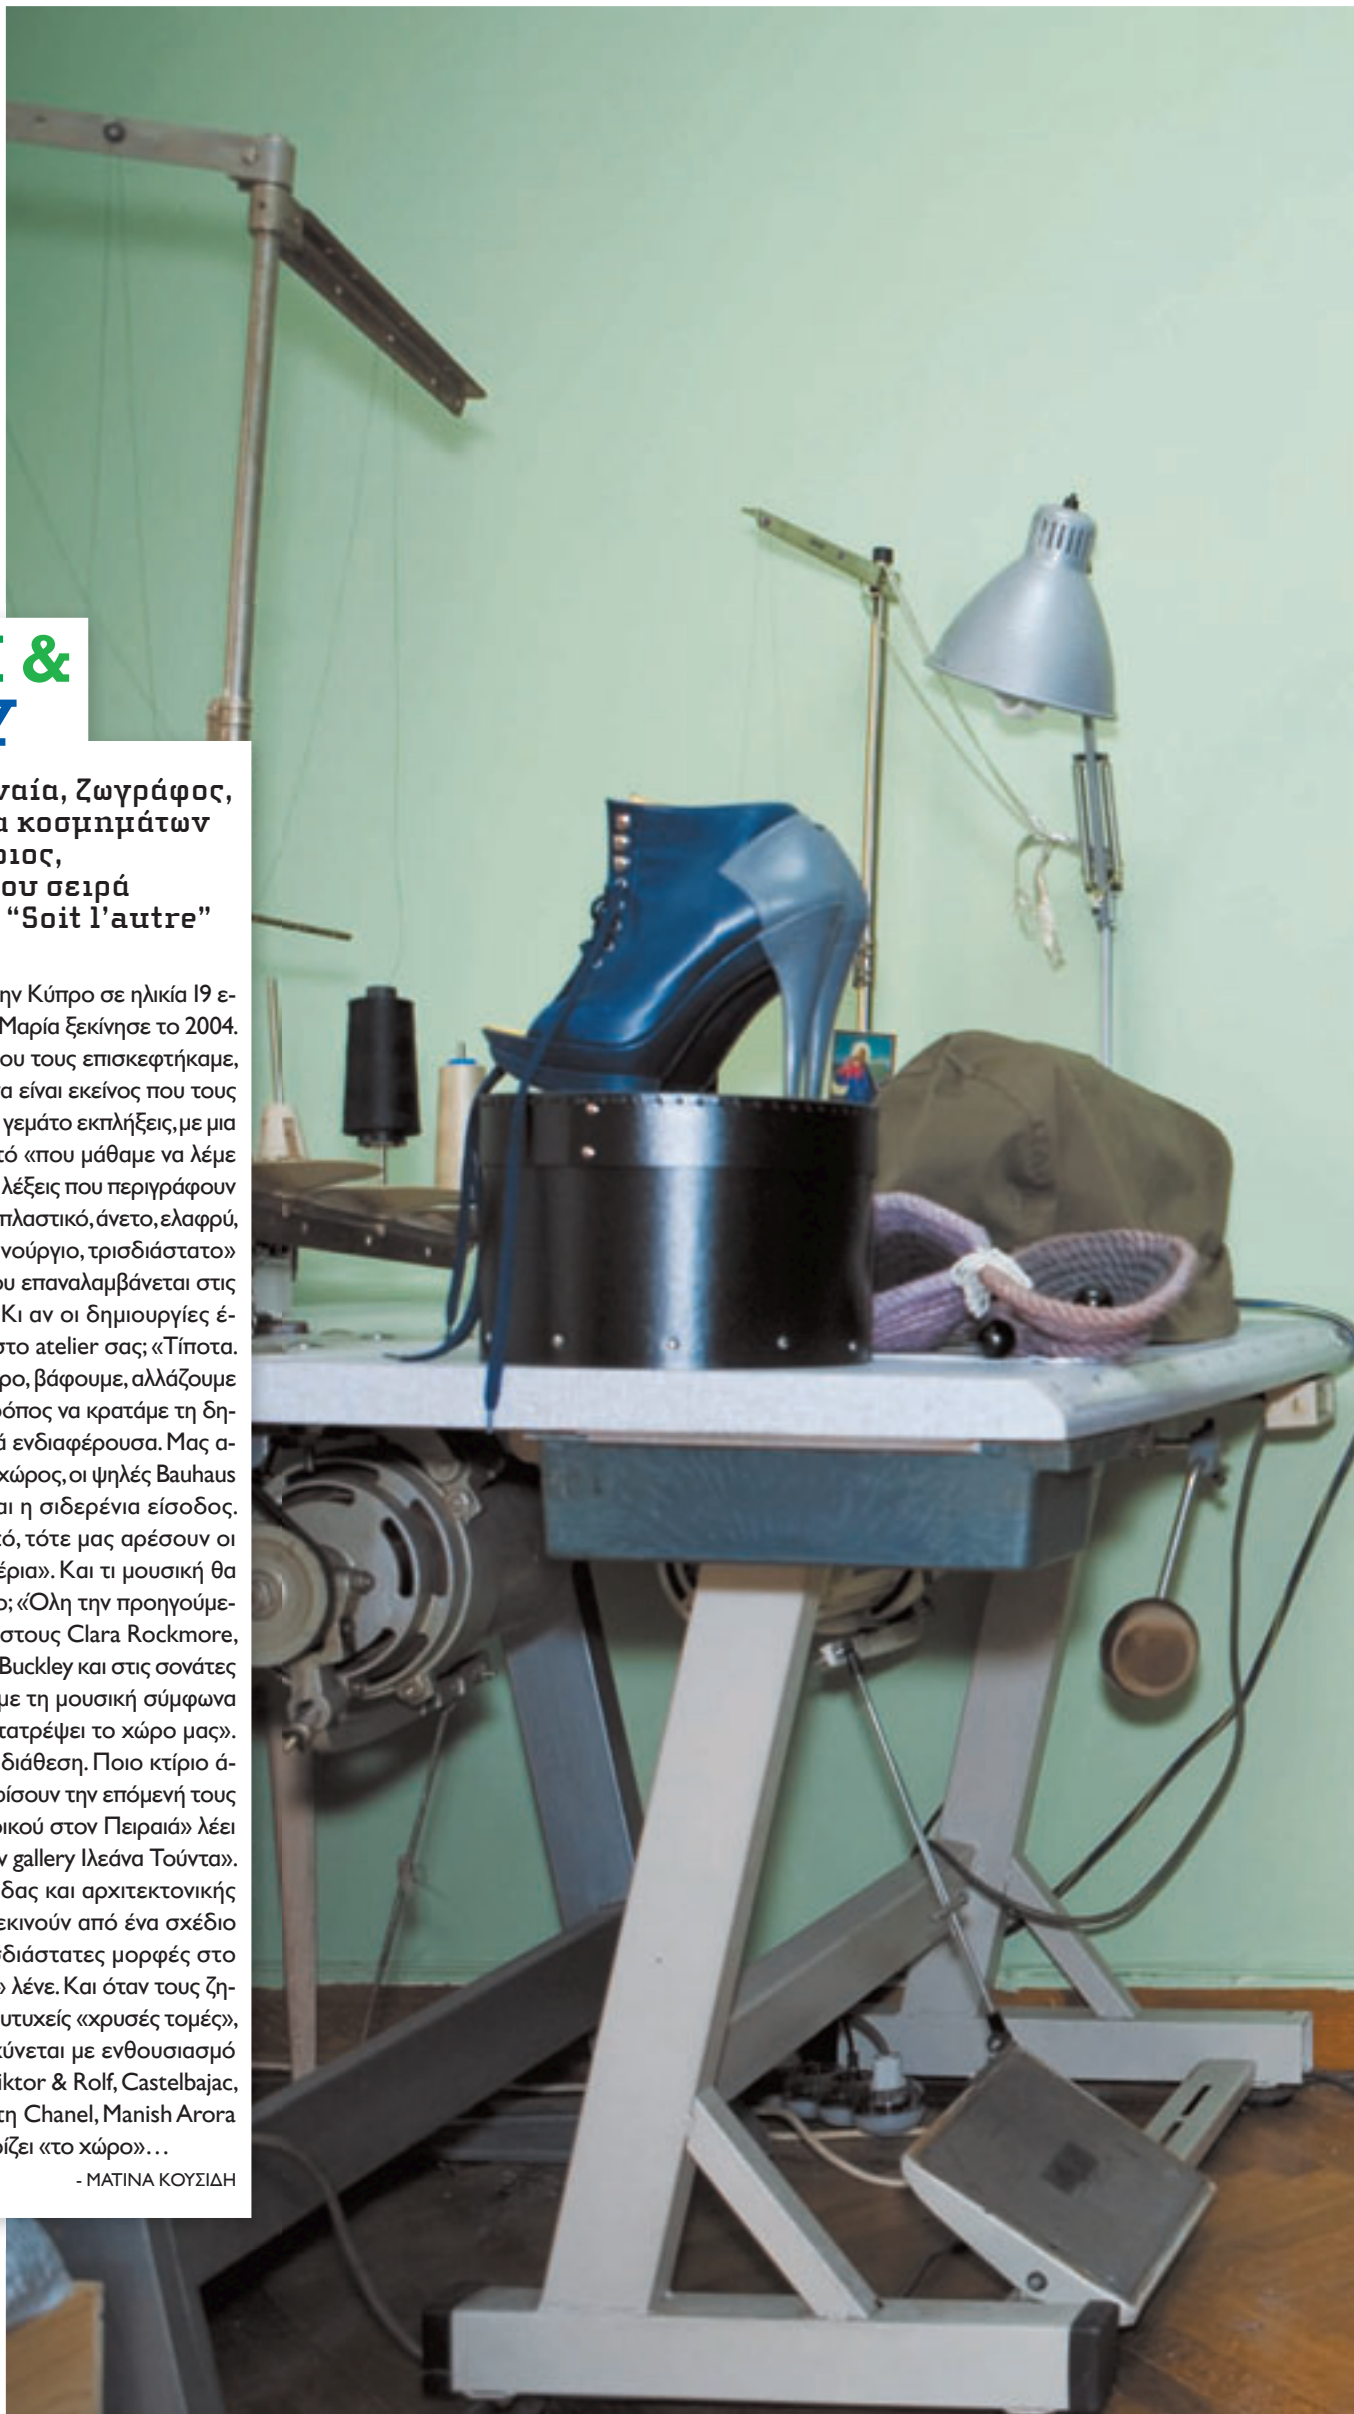 &
Υ
ναία, ζωγράφος,
α κοσμημάτων
ριος,
ου σειρά
“Soit l’autre”
ην Κύπρο σε ηλικία 19 ε-
Μαρία ξεκίνησε το 2004.
ου τους επισκεφτήκαμε,
α είναι εκείνος που τους
γεμάτο εκπλήξεις, με μια
τό «που μάθαμε να λέμε
λέξεις που περιγράφουν
πλαστικό, άνετο, ελαφρύ,
νούργιο, τρισδιάστατο»
ου επαναλαμβάνεται στις
Κι αν οι δημιουργίες έ-
στο atelier σας; «Τίποτα.
ρο, βάφουμε, αλλάζουμε
ρόπος να κρατάμε τη δη-
ά ενδιαφέρουσα. Μας α-
χώρος, οι ψηλές Bauhaus
αι η σιδερένια είσοδος.
τό, τότε μας αρέσουν οι
έρια». Και τι μουσική θα
ο; «Όλη την προηγούμε-
στους Clara Rockmore,
Buckley και στις σονάτες
με τη μουσική σύμφωνα
τατρέψει το χώρο μας».
διάθεση. Ποιο κτίριο ά-
ρίσουν την επόμενή τους
ρικού στον Πειραιά» λέει
ν gallery Ιλεάνα Τούντα».
δας και αρχιτεκτονικής
εκινούν από ένα σχέδιο
σδιάστατες μορφές στο
» λένε. Και όταν τους ζη-
υτυχείς «χρυσές τομές»,
κύνεται με ενθουσιασμό
iktor & Rolf, Castelbajac,
τη Chanel, Manish Arora
ρίζει «το χώρο»…
- ΜΑΤΙΝΑ ΚΟΥΣΙΔΗ